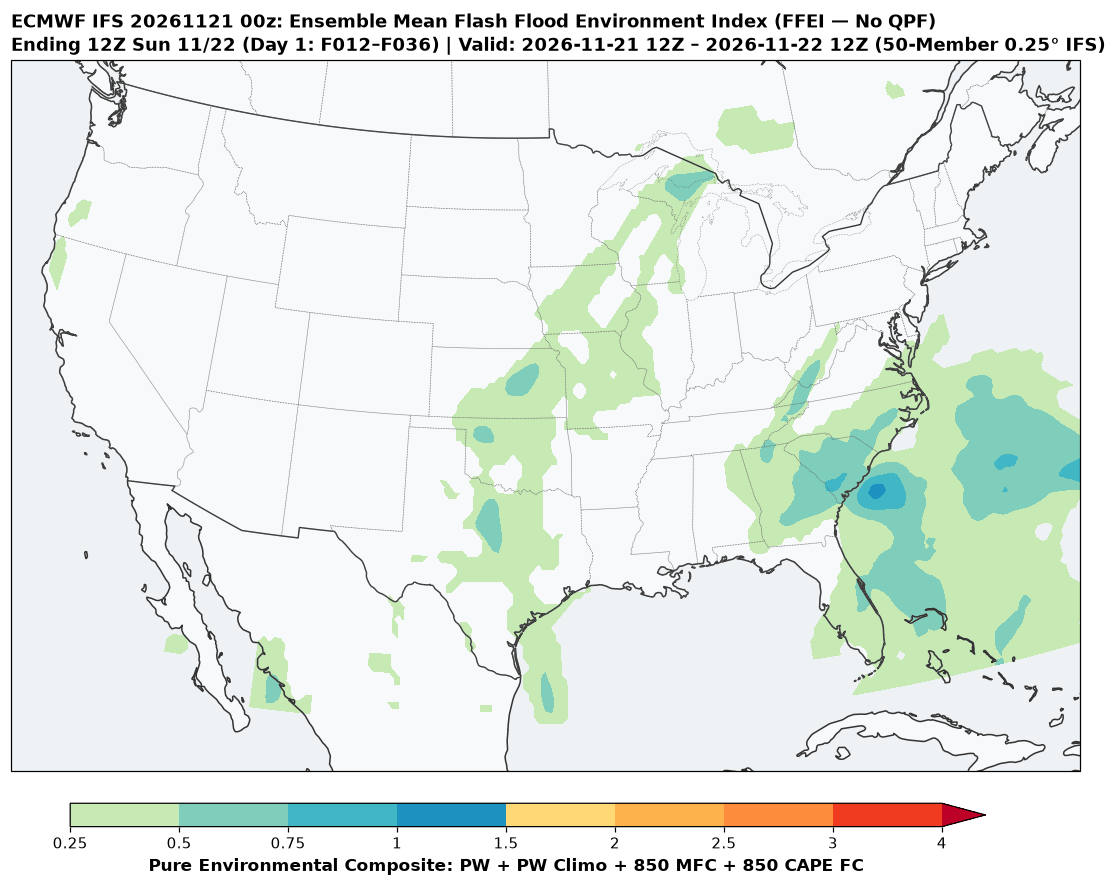 ECMWF IFS 20261121 00z: Ensemble Mean Flash Flood Environment Index (FFEI — No QPF)
Ending 12Z Sun 11/22 (Day 1: F012–F036) | Valid: 2026-11-21 12Z – 2026-11-22 12Z (50-Member 0.25° IFS)
0.25 0.5 0.75 1 1.5 2 2.5 3 4
Pure Environmental Composite: PW + PW Climo + 850 MFC + 850 CAPE FC